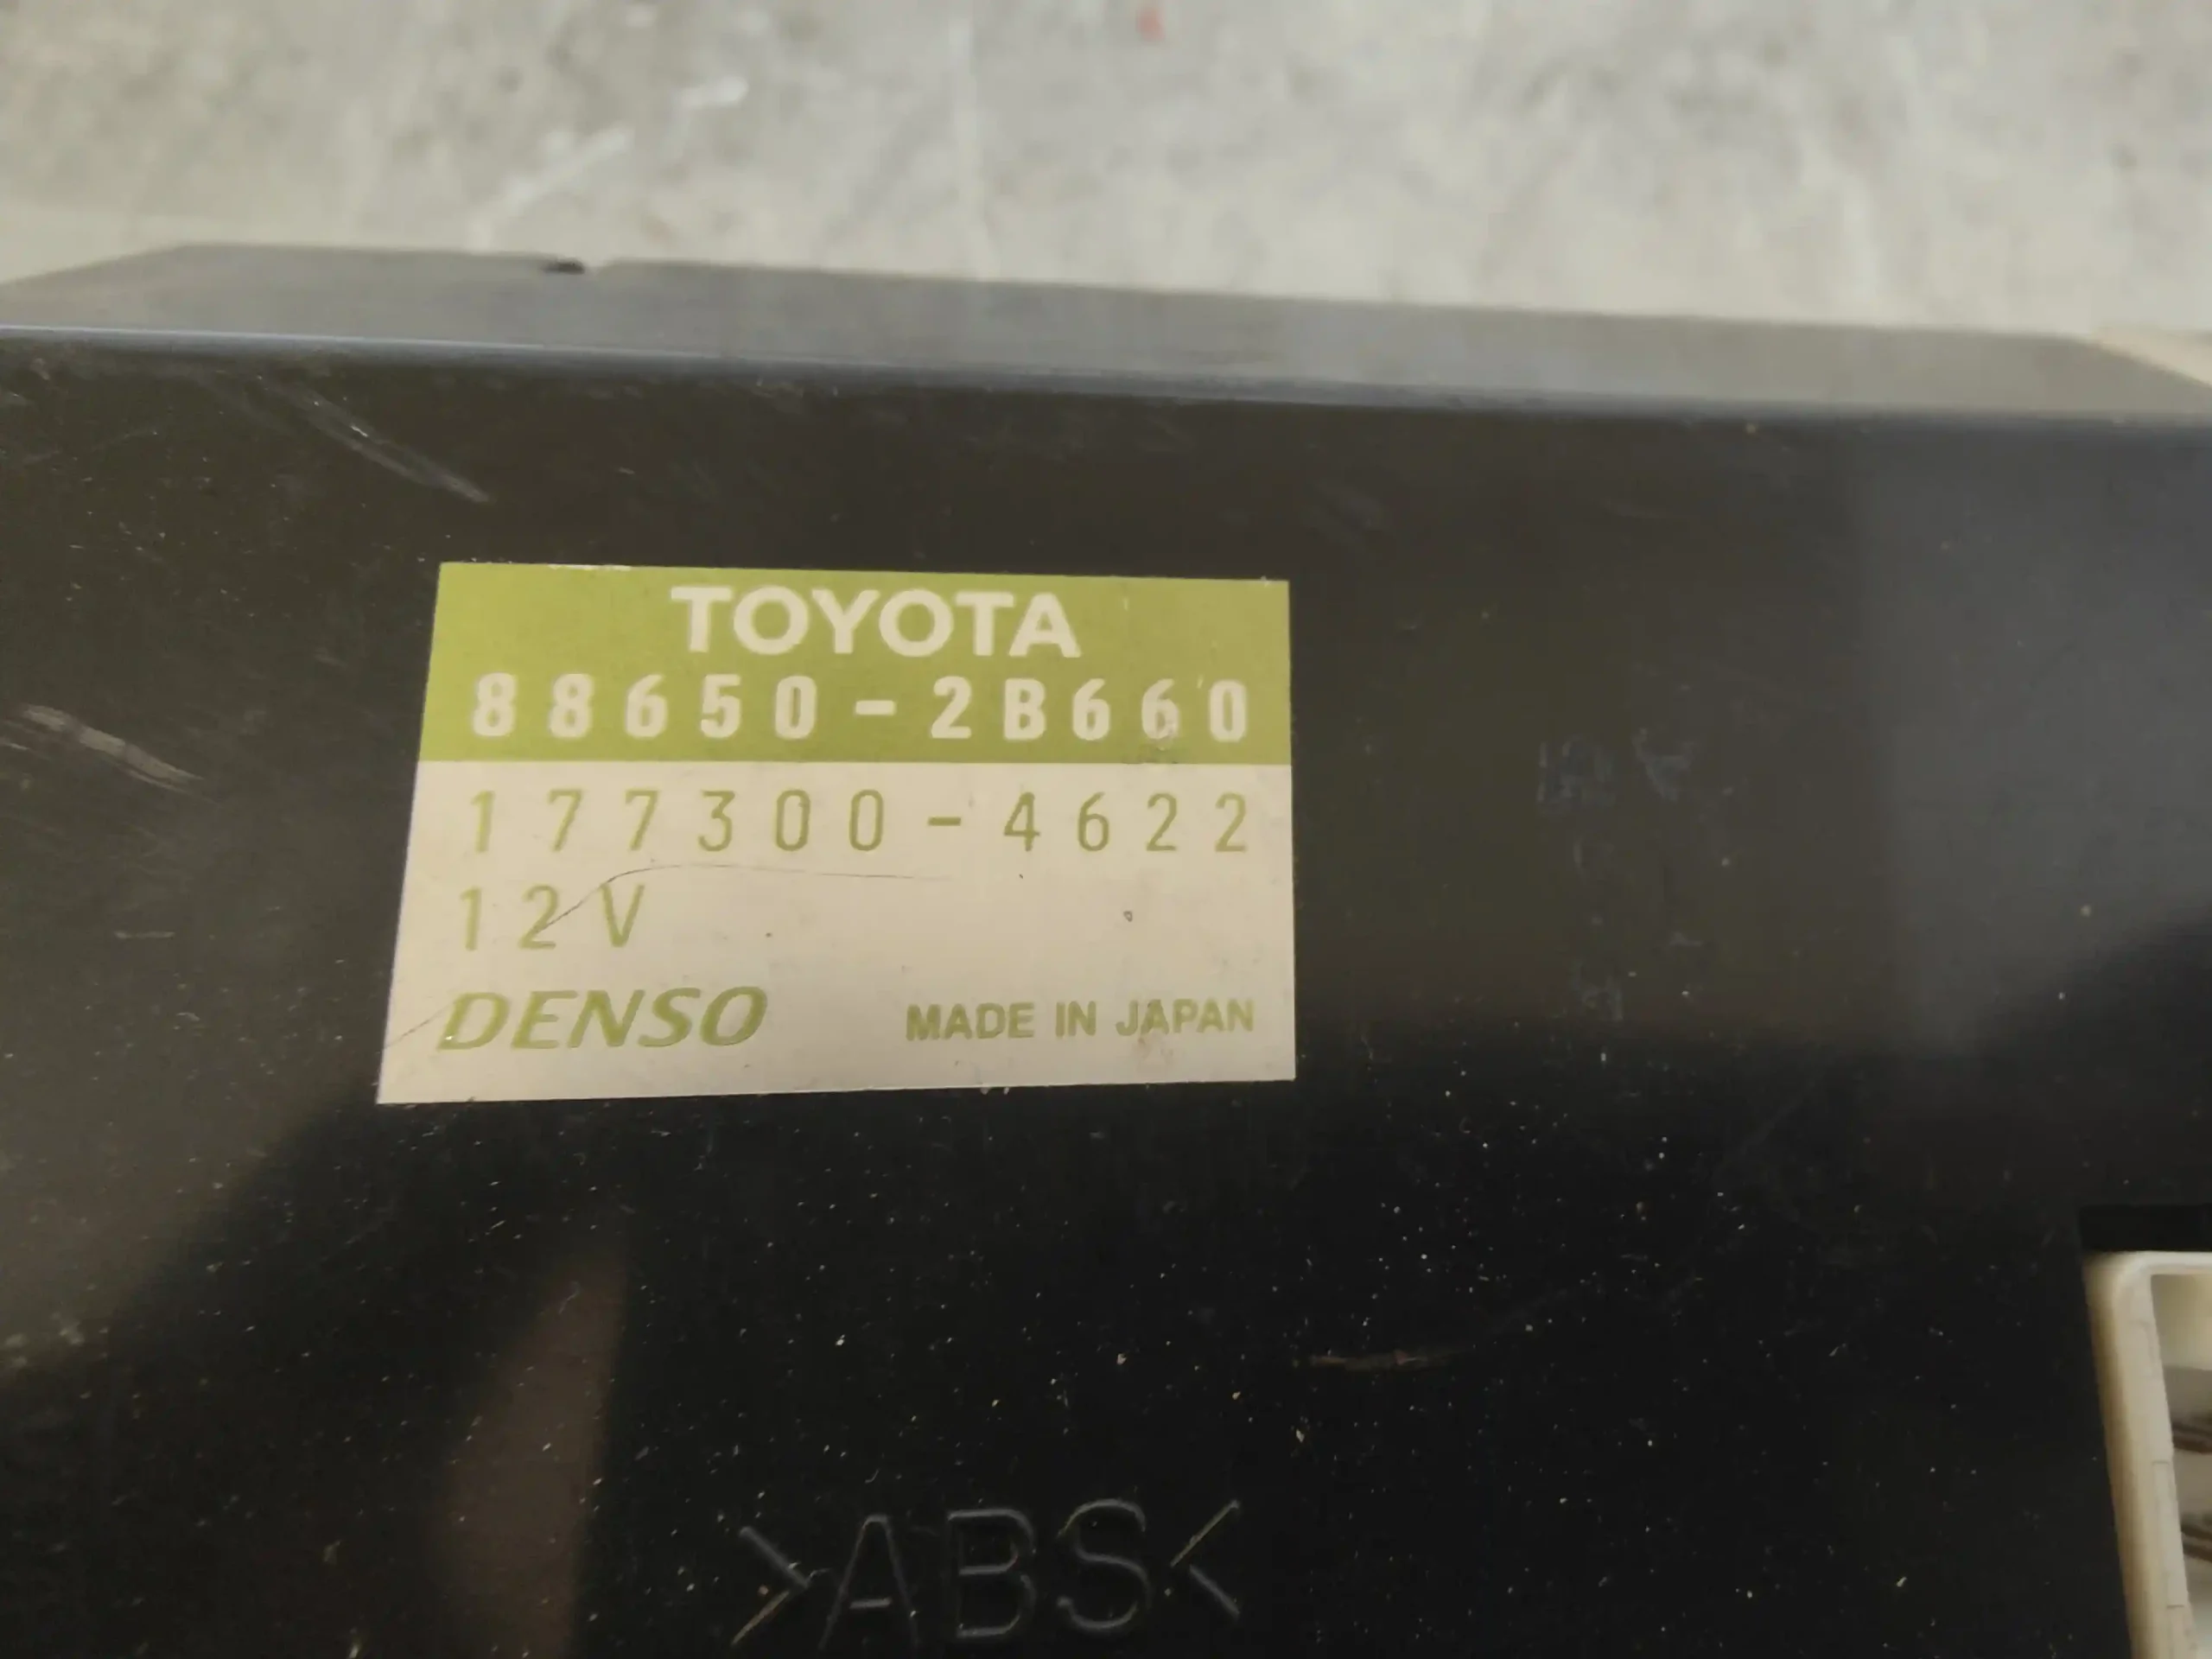 TOYOTA
88650-2B660
177300-4622
12V
DENSO MADE IN JAPAN
>ABS<